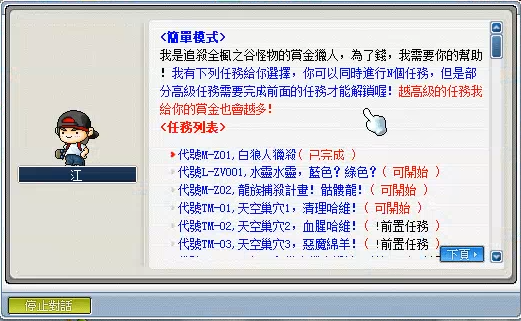 <簡單模式>
我是追殺全楓之谷怪物的賞金獵人，為了錢，我需要你的幫助
！我有下列任務給你選擇，你可以同時進行N個任務，但是部
分高級任務需要完成前面的任務才能解鎖喔！越高級的任務我
給你的賞金也會越多！
<任務列表>
代號M-Z01,白狼人獵殺( 已完成 )
代號L-ZV001,水靈水靈，藍色？綠色？( 可開始 )
代號M-Z02,龍族捕殺計畫！骷髏龍！( 可開始 )
代號TM-01,天空巢穴1，清理哈維！( 可開始 )
代號TM-02,天空巢穴2，血腥哈維！( !前置任務 )
代號TM-03,天空巢穴3，惡魔綿羊！( !前置任務 )
江
下頁
停止對話